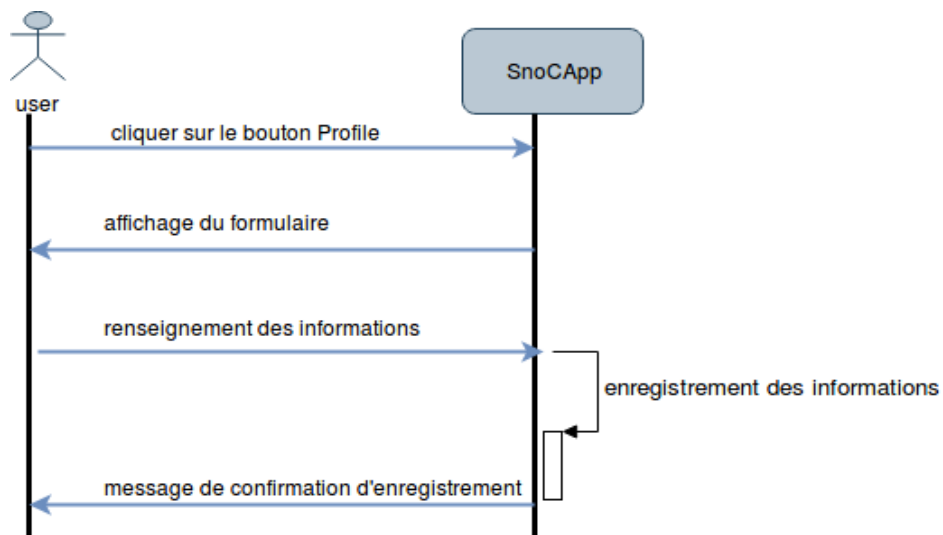 SnoCApp
user
cliquer sur le bouton Profile
affichage du formulaire
renseignement des informations
enregistrement des informations
message de confirmation d'enregistrement